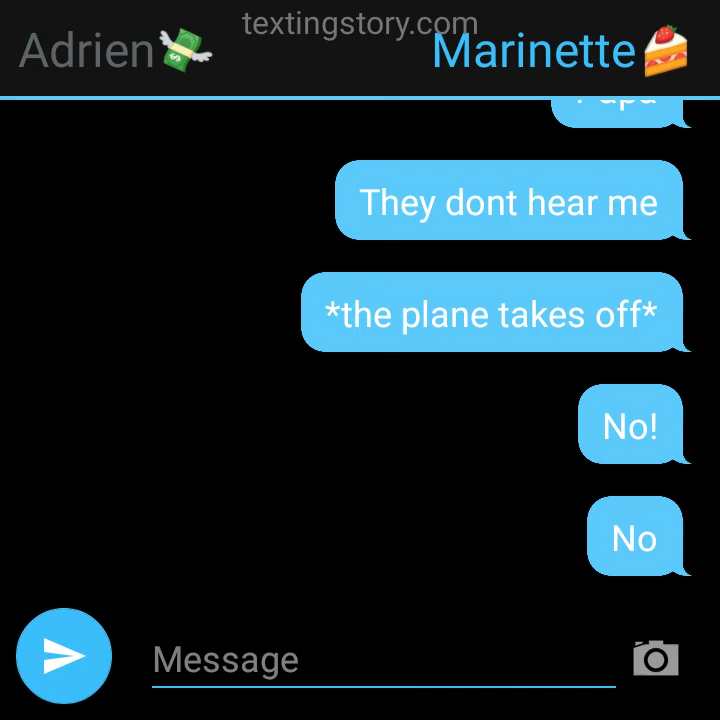 textingstory.com
Adrien💸 Marinette🍰
They dont hear me
*the plane takes off*
No!
No
Message